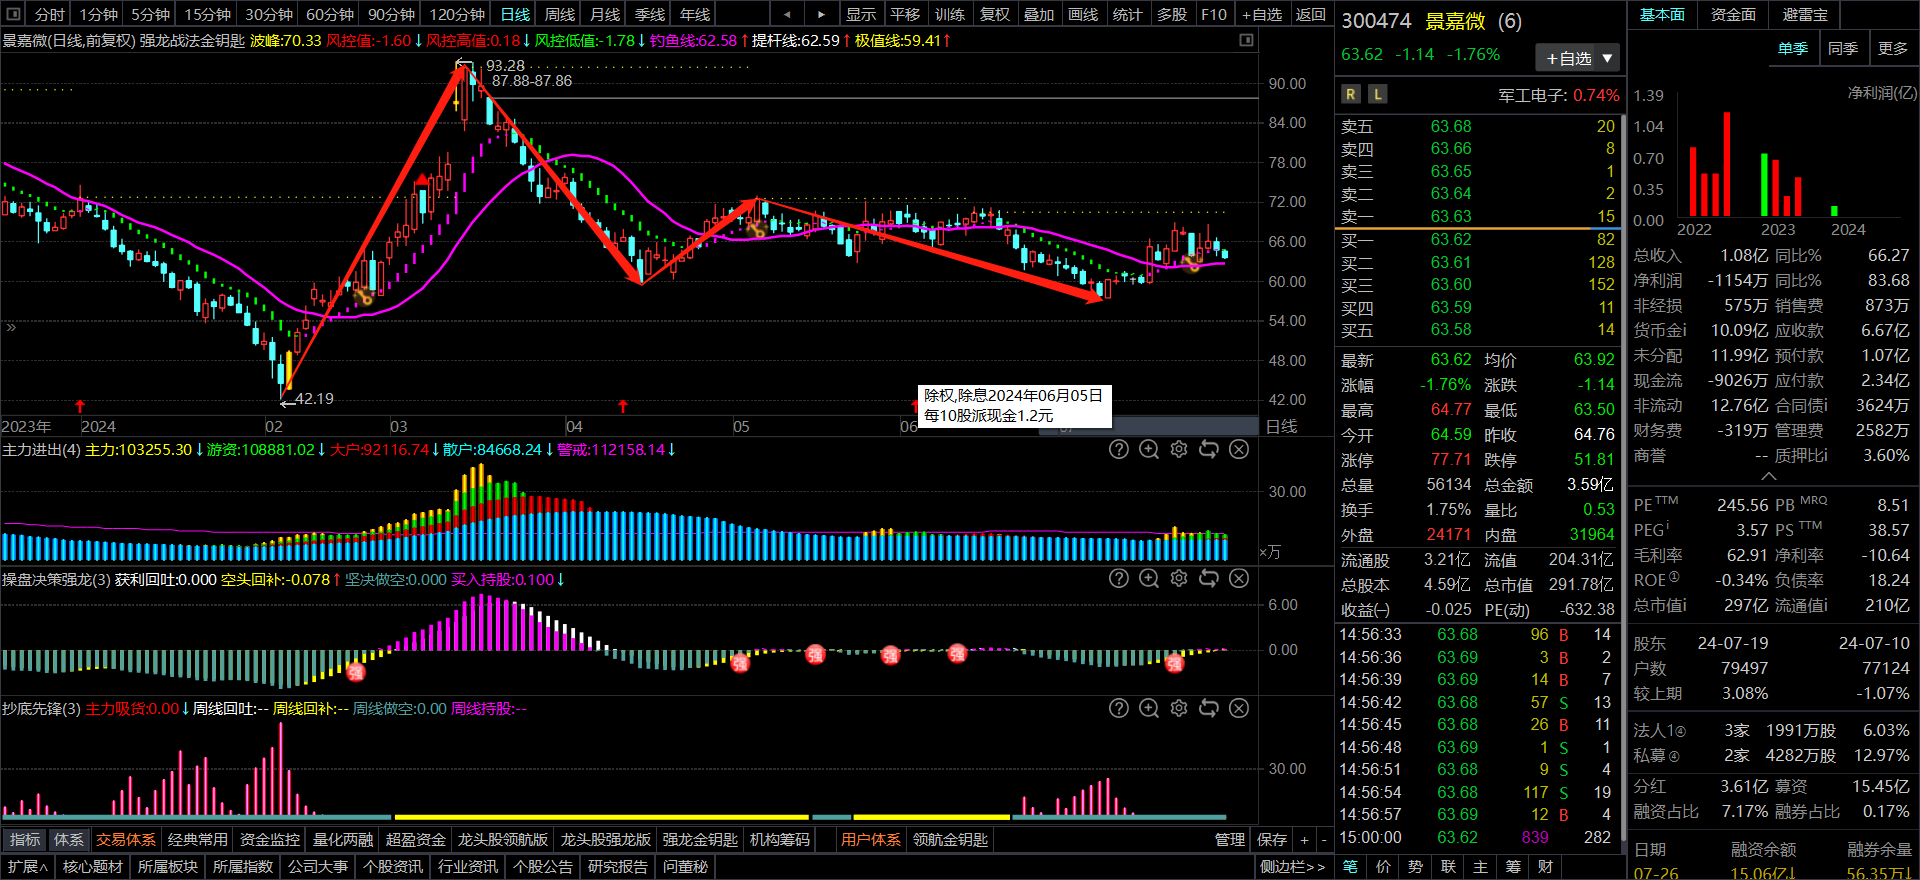 分时 1分钟 5分钟 15分钟 30分钟 60分钟 90分钟 120分钟 日线 周线 月线 季线 年线 显示 平移 训练 复权 叠加 画线 统计 多股 F10 +自选 返回
景嘉微(日线,前复权) 强龙战法金钥匙 波峰:70.33 风控值:-1.60↓ 风控高值:0.18↓ 风控低值:-1.78↓ 钓鱼线:62.58↑ 提杆线:62.59↑ 极值线:59.41↑
93.28
87.88-87.86
42.19
90.00
84.00
78.00
72.00
66.00
60.00
54.00
48.00
42.00
除权,除息2024年06月05日
每10股派现金1.2元
2023年 2024 02 03 04 05 06 日线
主力进出(4) 主力:103255.30↓ 游资:108881.02↓ 大户:92116.74↓ 散户:84668.24↓ 警戒:112158.14↓
30.00
×万
操盘决策强龙(3) 获利回吐:0.000 空头回补:-0.078↑ 坚决做空:0.000 买入持股:0.100↓
6.00
0.00
强 强 强 强 强 强
抄底先锋(3) 主力吸货:0.00↓ 周线回吐:-- 周线回补:-- 周线做空:0.00 周线持股:--
30.00
指标 体系 交易体系 经典常用 资金监控 量化两融 超盈资金 龙头股领航版 龙头股强龙版 强龙金钥匙 机构筹码 用户体系 领航金钥匙 管理 保存 + -
扩展∧ 核心题材 所属板块 所属指数 公司大事 个股资讯 行业资讯 个股公告 研究报告 问董秘 侧边栏>>
300474 景嘉微 (6)
63.62 -1.14 -1.76% +自选 ▼
R L 军工电子: 0.74%
卖五 63.68 20
卖四 63.66 8
卖三 63.65 1
卖二 63.64 2
卖一 63.63 15
买一 63.62 82
买二 63.61 128
买三 63.60 152
买四 63.59 11
买五 63.58 14
最新 63.62 均价 63.92
涨幅 -1.76% 涨跌 -1.14
最高 64.77 最低 63.50
今开 64.59 昨收 64.76
涨停 77.71 跌停 51.81
总量 56134 总金额 3.59亿
换手 1.75% 量比 0.53
外盘 24171 内盘 31964
流通股 3.21亿 流值 204.31亿
总股本 4.59亿 总市值 291.78亿
收益(一) -0.025 PE(动) -632.38
14:56:33 63.68 96 B 14
14:56:36 63.69 3 B 2
14:56:39 63.69 14 B 7
14:56:42 63.68 57 S 13
14:56:45 63.68 26 B 11
14:56:48 63.69 1 S 1
14:56:51 63.68 9 S 4
14:56:54 63.68 117 S 19
14:56:57 63.69 12 B 4
15:00:00 63.62 839 282
笔 价 势 联 主 筹 财
基本面 资金面 避雷宝
单季 同季 更多
净利润(亿)
1.39
1.04
0.70
0.35
0.00
2022 2023 2024
总收入 1.08亿 同比% 66.27
净利润 -1154万 同比% 83.68
非经损 575万 销售费 873万
货币金i 10.09亿 应收款 6.67亿
未分配 11.99亿 预付款 1.07亿
现金流 -9026万 应付款 2.34亿
非流动 12.76亿 合同债i 3624万
财务费 -319万 管理费 2582万
商誉 -- 质押比i 3.60%
PE TTM 245.56 PB MRQ 8.51
PEG i 3.57 PS TTM 38.57
毛利率 62.91 净利率 -10.64
ROE① -0.34% 负债率 18.24
总市值i 297亿 流通值i 210亿
股东 24-07-19 24-07-10
户数 79497 77124
较上期 3.08% -1.07%
法人1④ 3家 1991万股 6.03%
私募④ 2家 4282万股 12.97%
分红 3.61亿 募资 15.45亿
融资占比 7.17% 融券占比 0.17%
日期 融资余额 融券余量
07-26 15.06亿↓ 56.35万↓